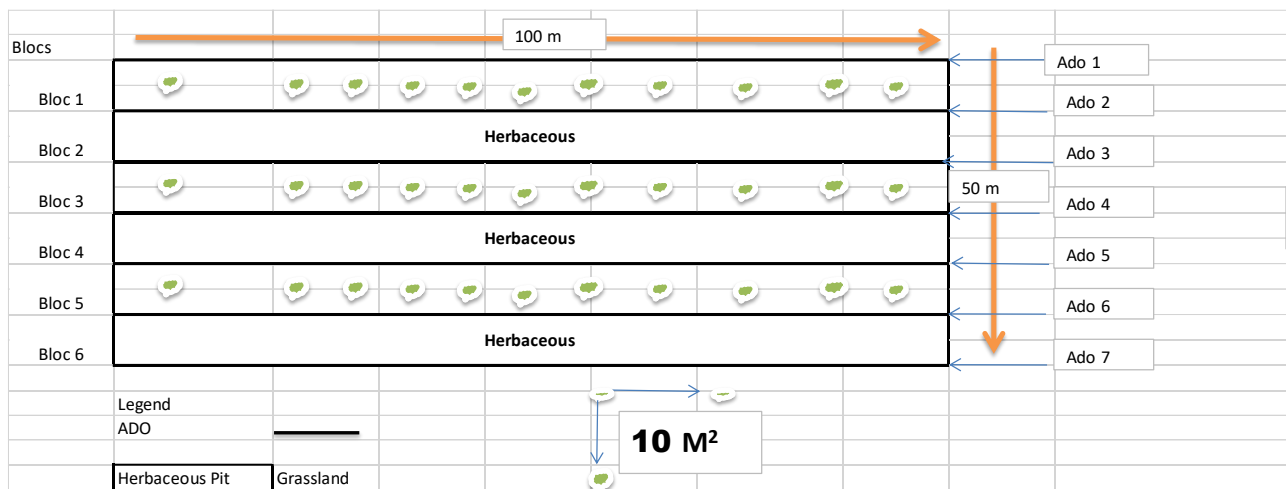 100 m
Blocs
Ado 1
Bloc 1
Ado 2
Herbaceous
Bloc 2
Ado 3
Bloc 3
50 m
Ado 4
Herbaceous
Bloc 4
Ado 5
Bloc 5
Ado 6
Herbaceous
Bloc 6
Ado 7
Legend
ADO
10 M²
Herbaceous Pit
Grassland